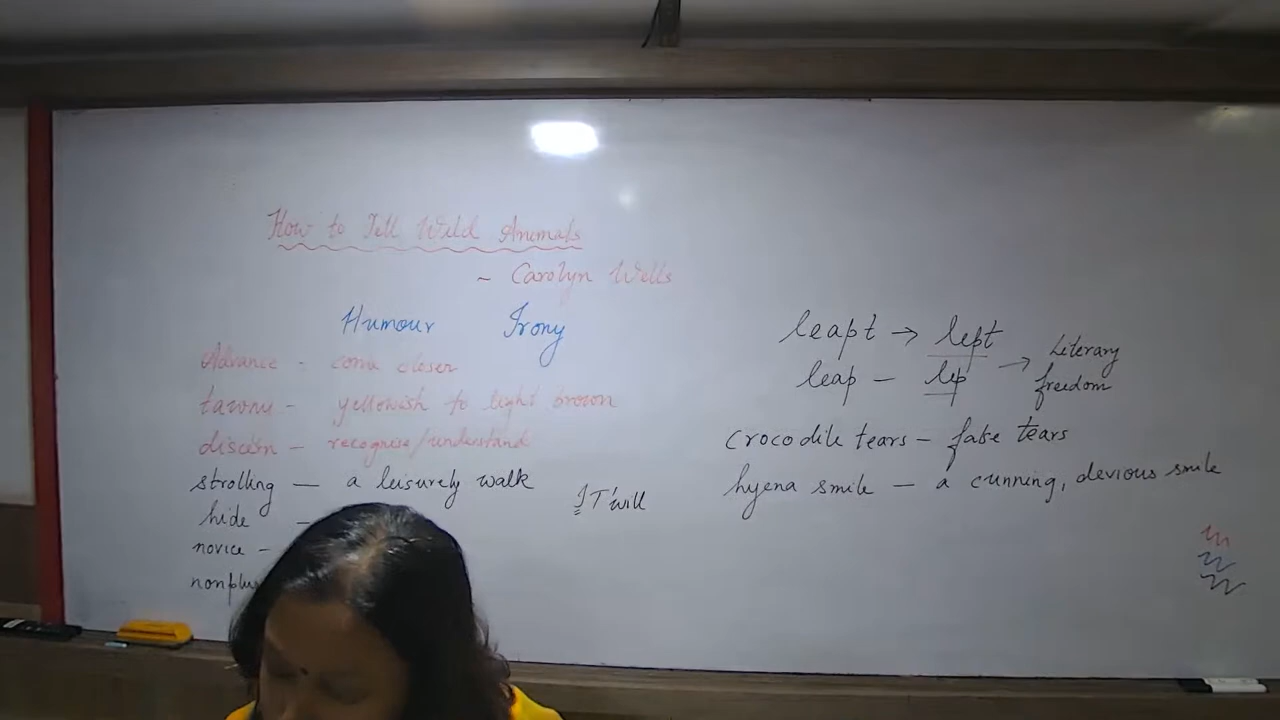 How to Tell Wild Animals
~ Carolyn Wells
Humour Irony
Advance - come closer
tawny - yellowish to light brown
discern - recognise/understand
strolling — a leisurely walk
hide -
novice -
nonplus
IT'will
leapt → lept
leap - lep → Literary freedom
crocodile tears - fake tears
hyena smile - a cunning, devious smile